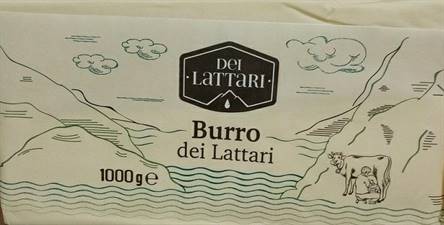 DEI
·LATTARI·
Burro
dei Lattari
1000g℮